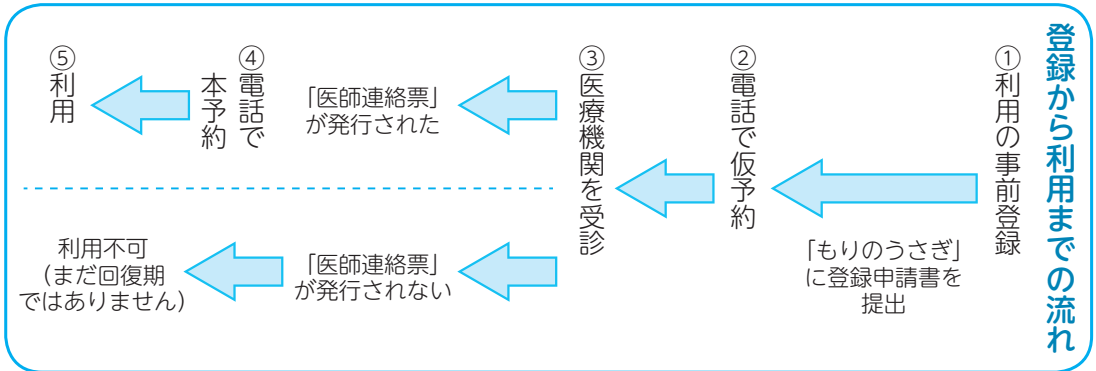 登録から利用までの流れ
①利用の事前登録
「もりのうさぎ」
に登録申請書を
提出
②電話で仮予約
③医療機関を受診
「医師連絡票」
が発行された
④電話で
本予約
⑤利用
「医師連絡票」
が発行されない
利用不可
（まだ回復期
ではありません）